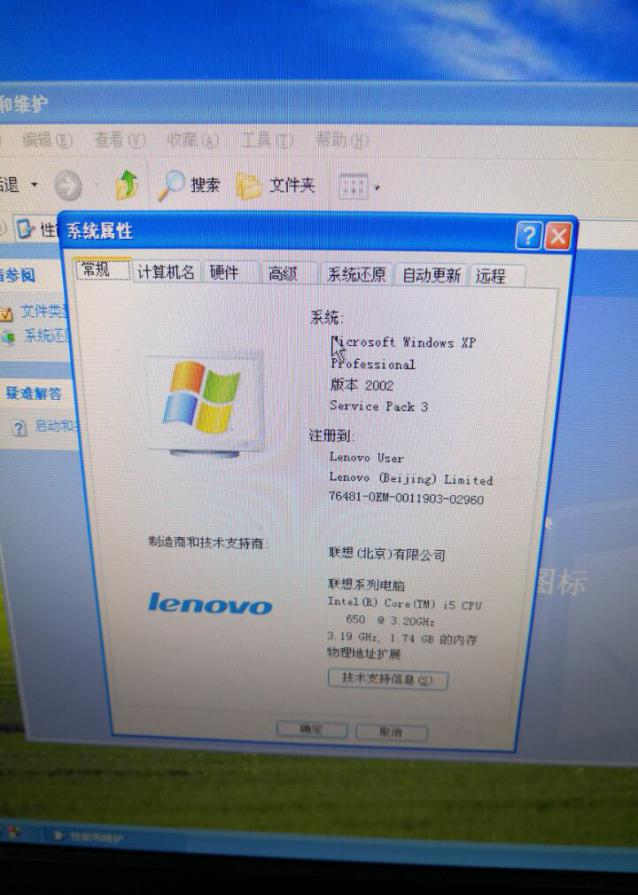 和维护
编辑(E) 查看(V) 收藏(A) 工具(T) 帮助(H)
后退 搜索 文件夹
性
系统属性
常规 计算机名 硬件 高级 系统还原 自动更新 远程
参阅
文件类
系统还原
疑难解答
启动和
系统:
Microsoft Windows XP
Professional
版本 2002
Service Pack 3
注册到:
Lenovo User
Lenovo (Beijing) Limited
76481-OEM-0011903-02960
制造商和技术支持商:
联想(北京)有限公司
lenovo
联想系列电脑
Intel(R) Core(TM) i5 CPU
650 @ 3.20GHz
3.19 GHz, 1.74 GB 的内存
物理地址扩展
技术支持信息(S)
图标
确定 取消
性能和维护